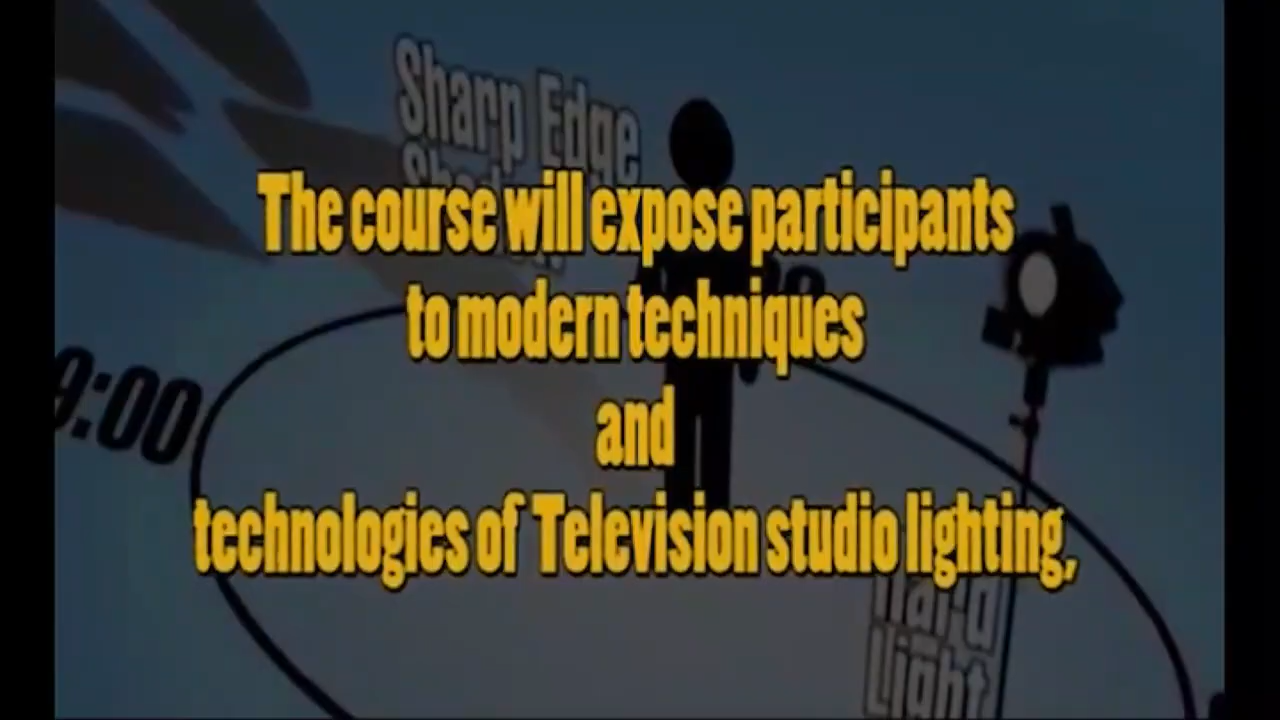 Sharp Edge
The course will expose participants
to modern techniques
9:00
and
technologies of Television studio lighting,
Hard
Light